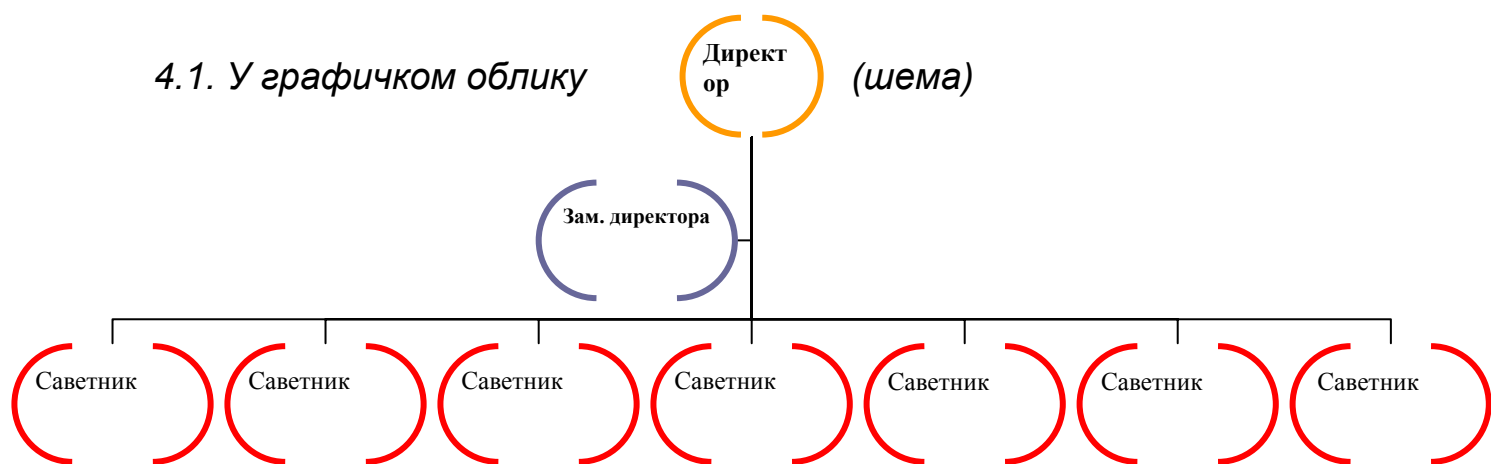 4.1. У графичком облику
Директ
ор
(шема)
Зам. директора
Саветник
Саветник
Саветник
Саветник
Саветник
Саветник
Саветник